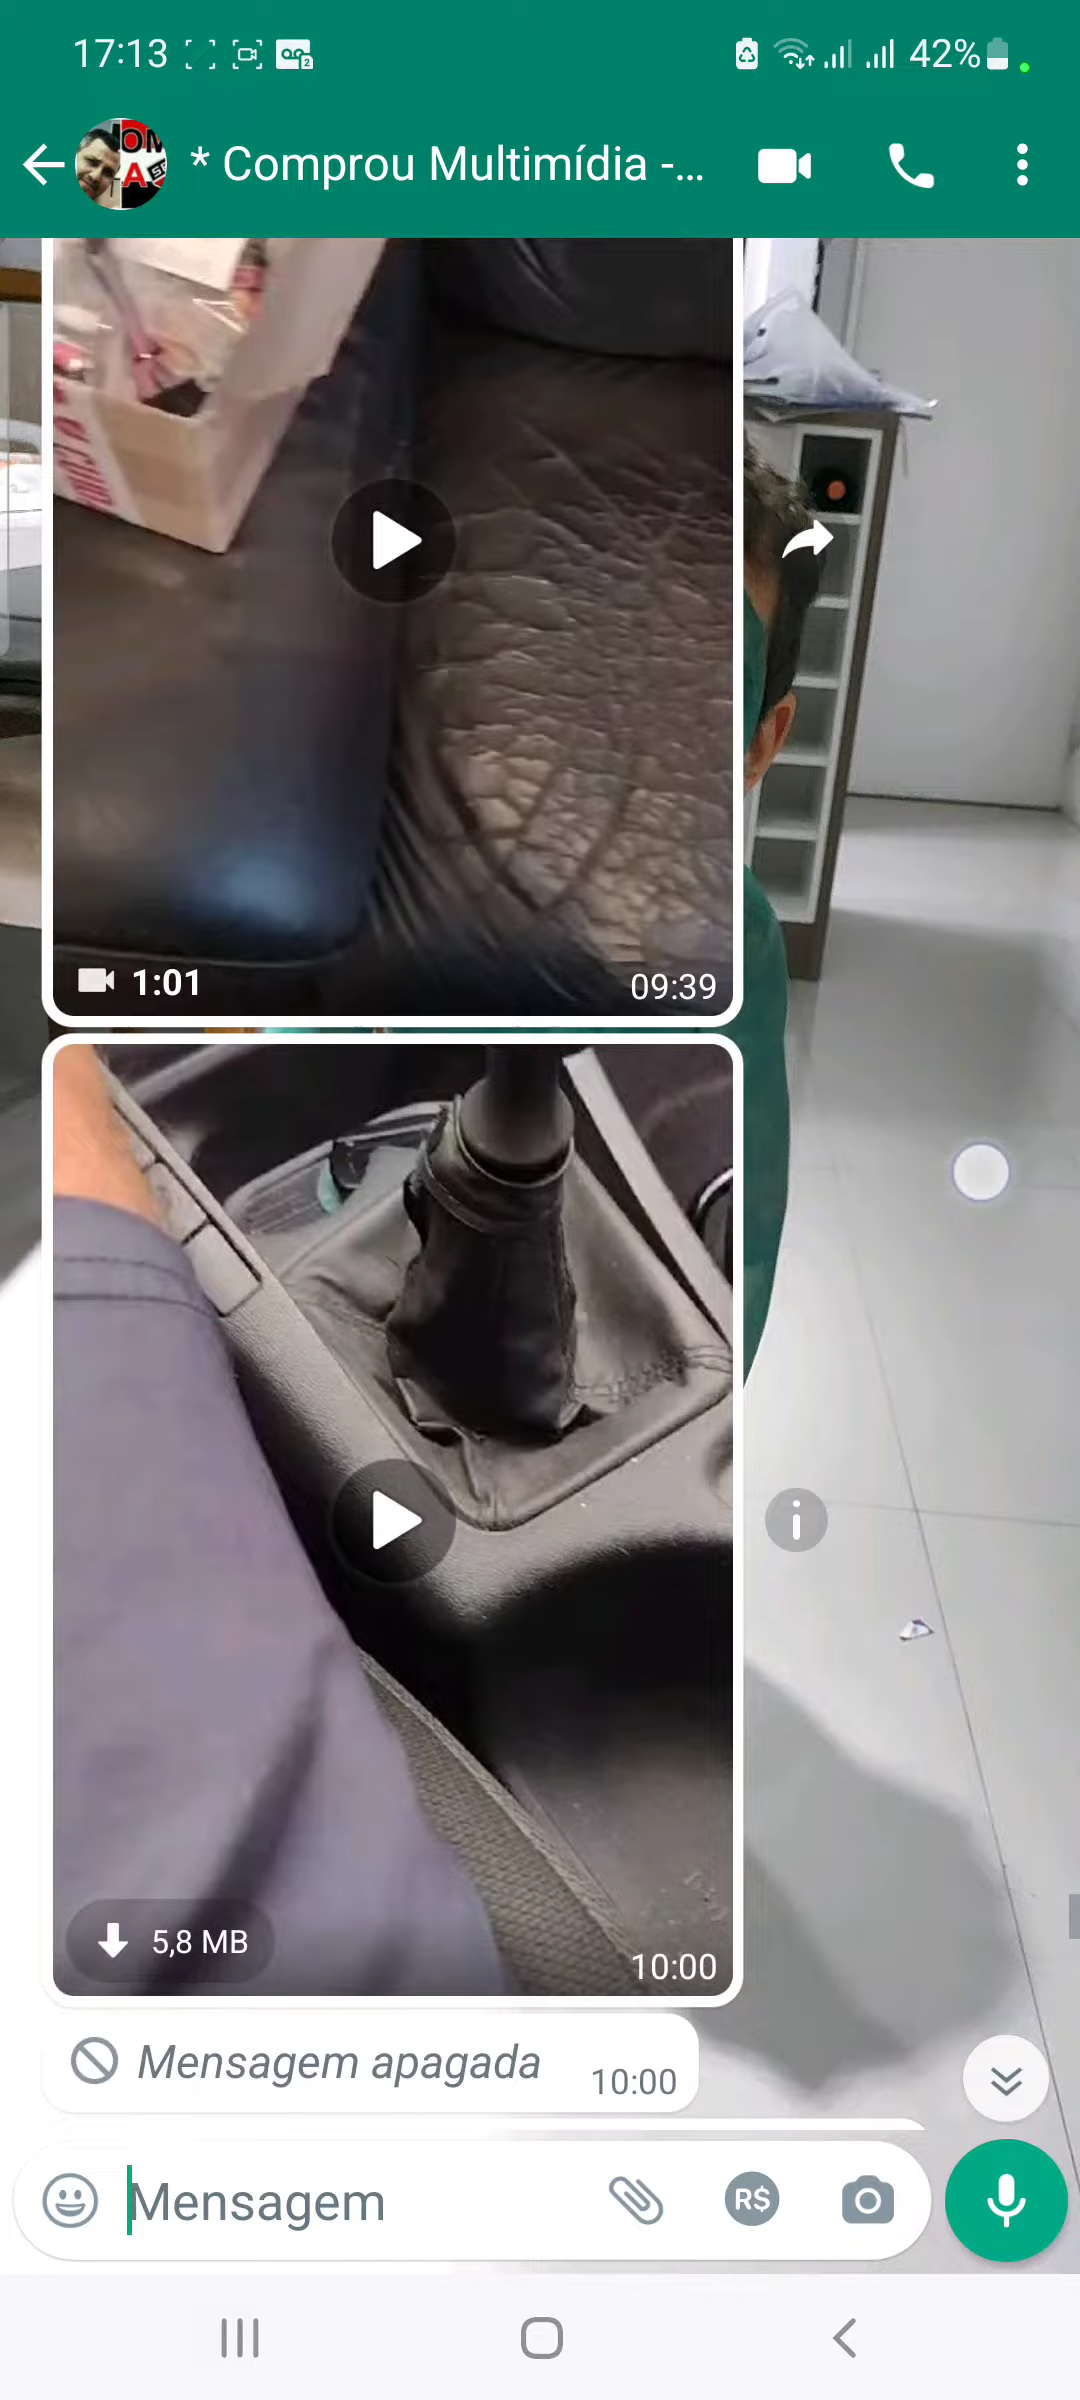 17:13
42%
* Comprou Multimídia -...
1:01
09:39
5,8 MB
10:00
Mensagem apagada
10:00
Mensagem
R$